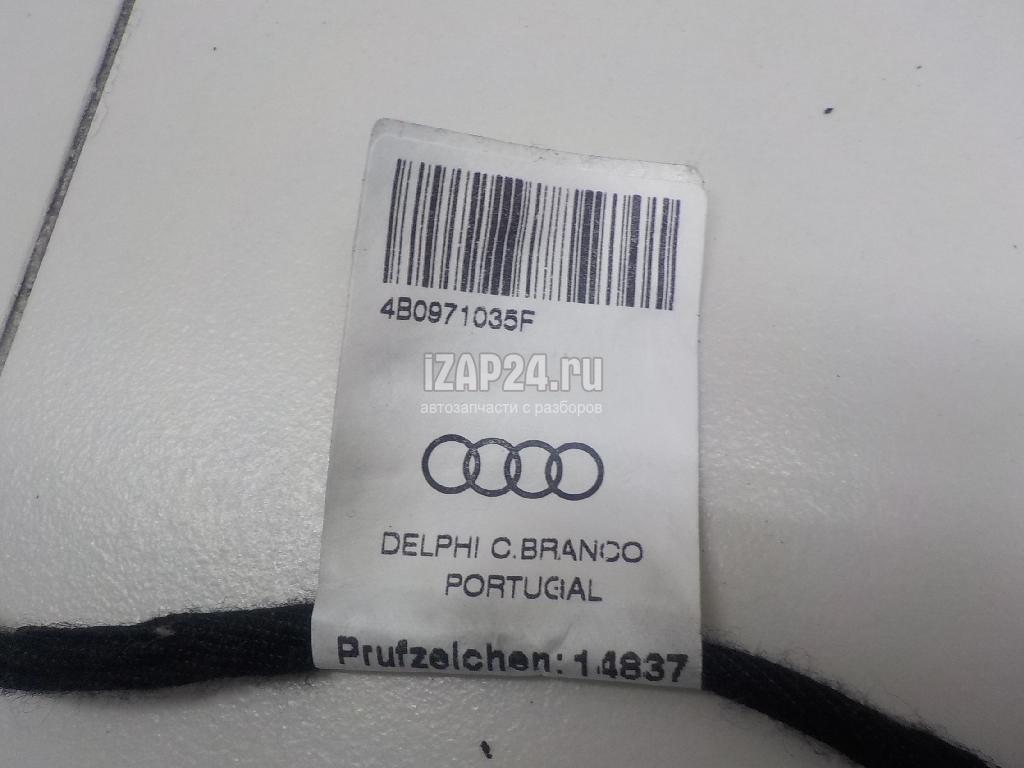 4B0971035F
iZAP24.ru
автозапчасти с разборов
DELPHI C.BRANCO
PORTUGAL
Prufzeichen: 14837